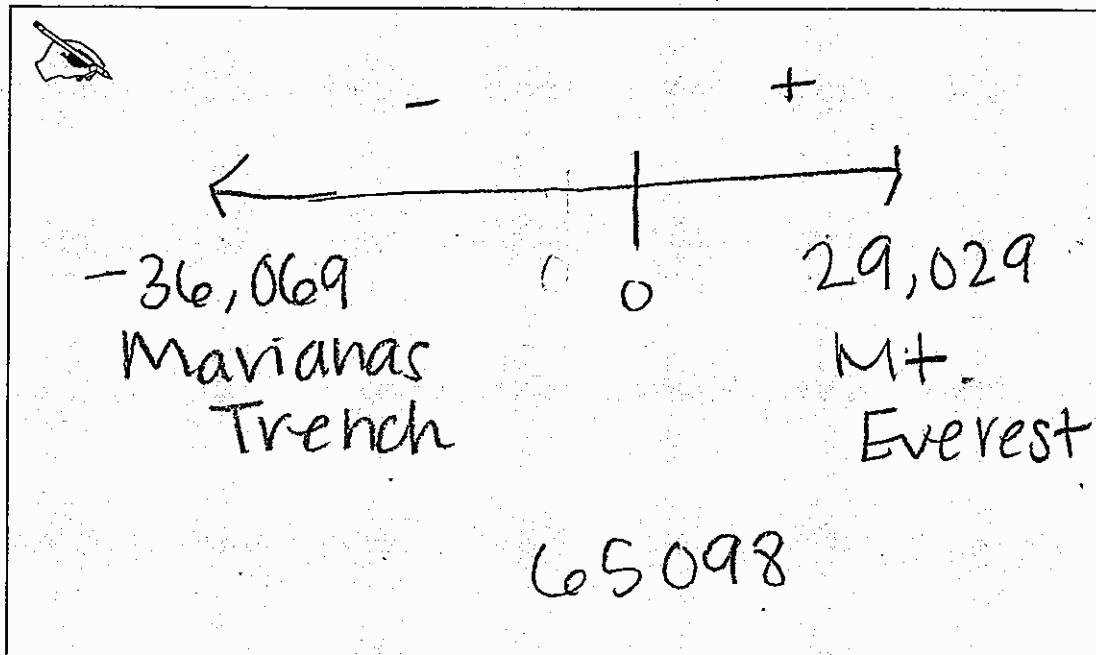 - +
-36,069 0 29,029
Marianas Mt.
Trench Everest
65098